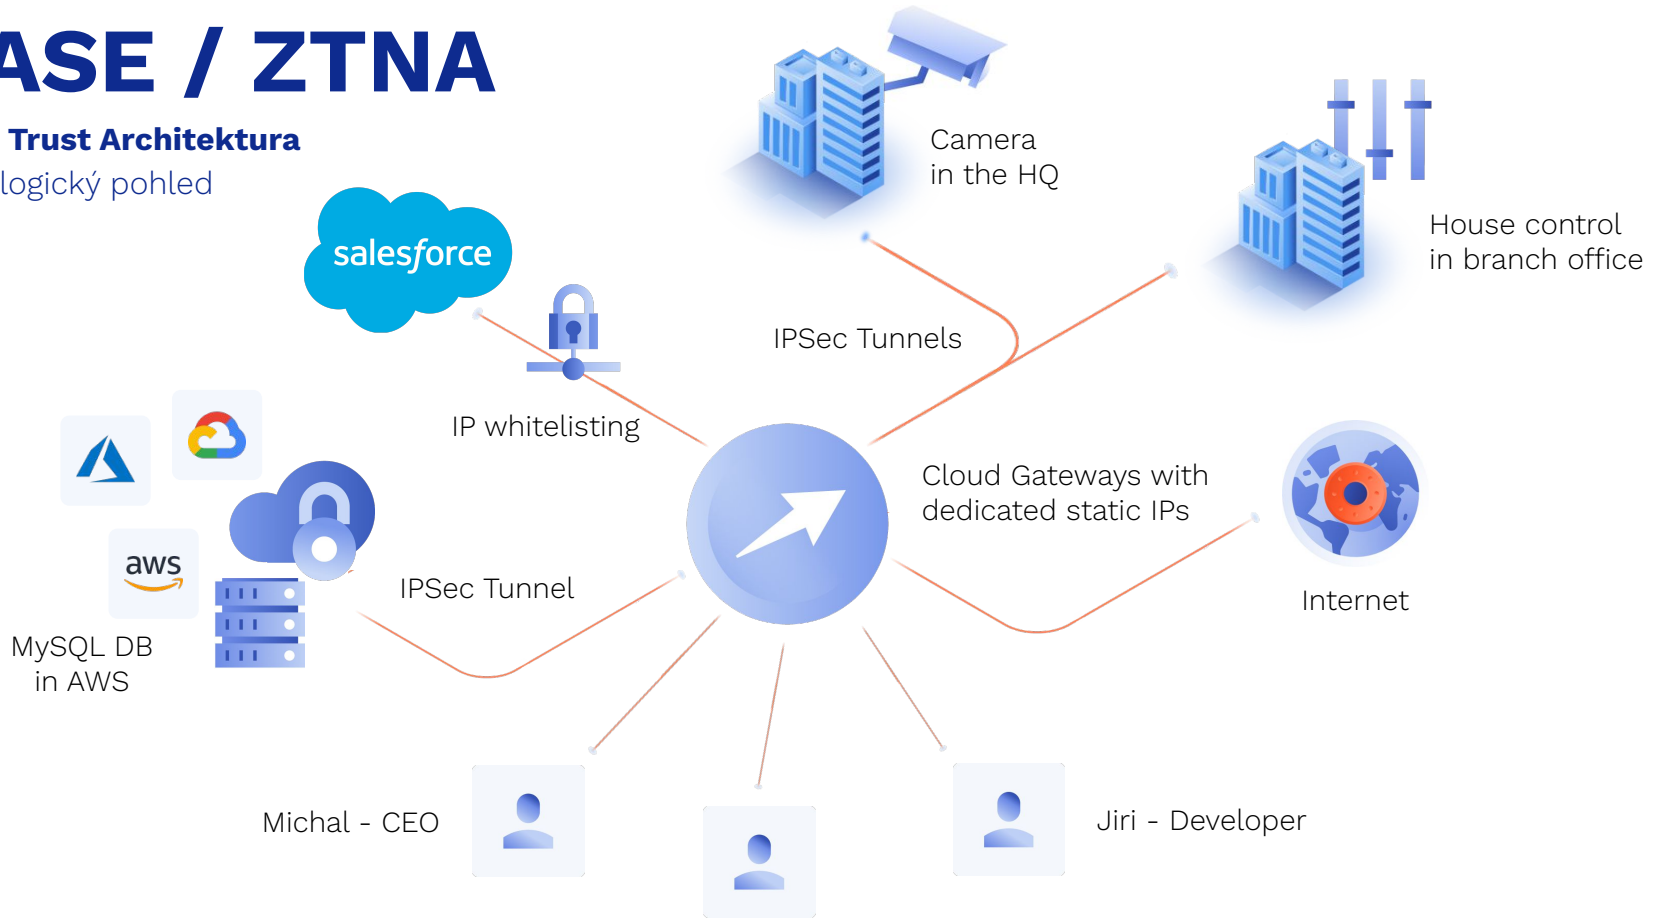 ASE / ZTNA
Trust Architektura
logický pohled
Camera
in the HQ
House control
in branch office
salesforce
IPSec Tunnels
IP whitelisting
Cloud Gateways with
dedicated static IPs
aws
IPSec Tunnel
Internet
MySQL DB
in AWS
Michal - CEO
Jiri - Developer